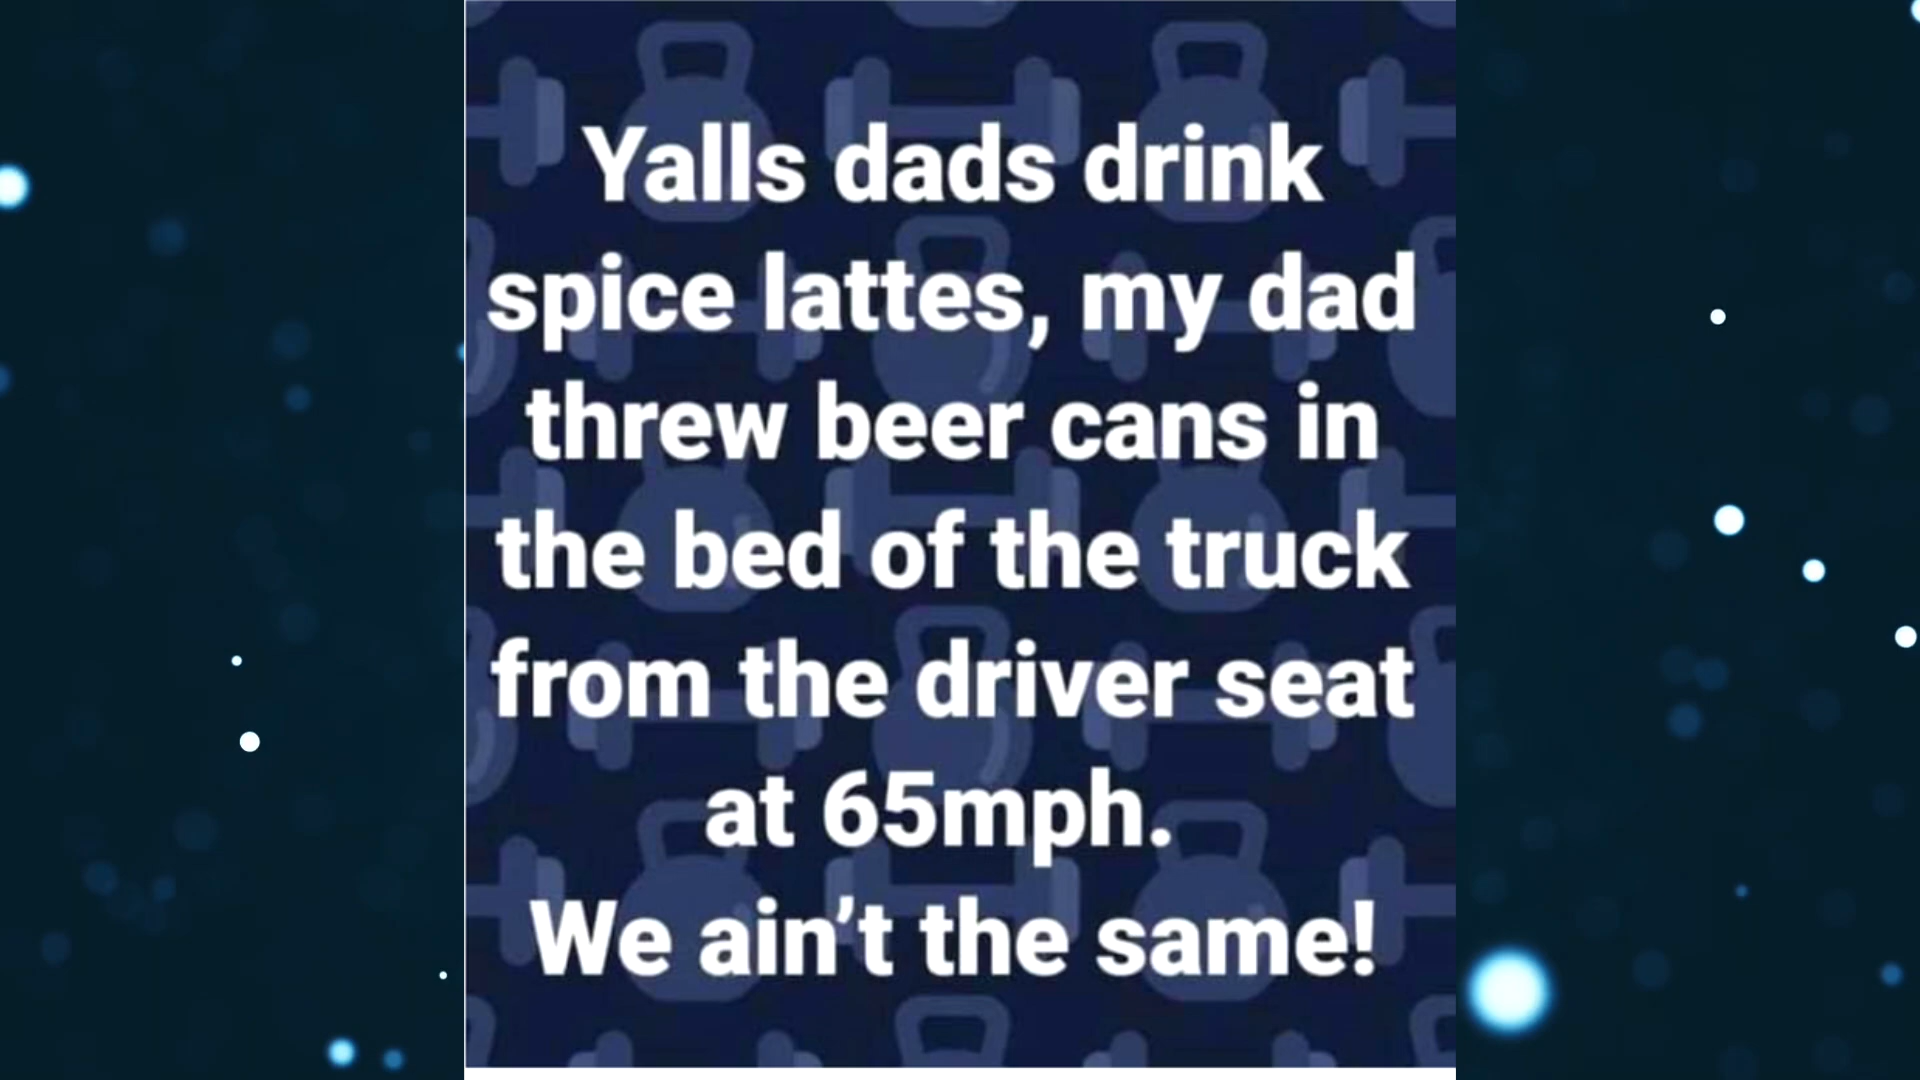 Yalls dads drink
spice lattes, my dad
threw beer cans in
the bed of the truck
from the driver seat
at 65mph.
We ain’t the same!